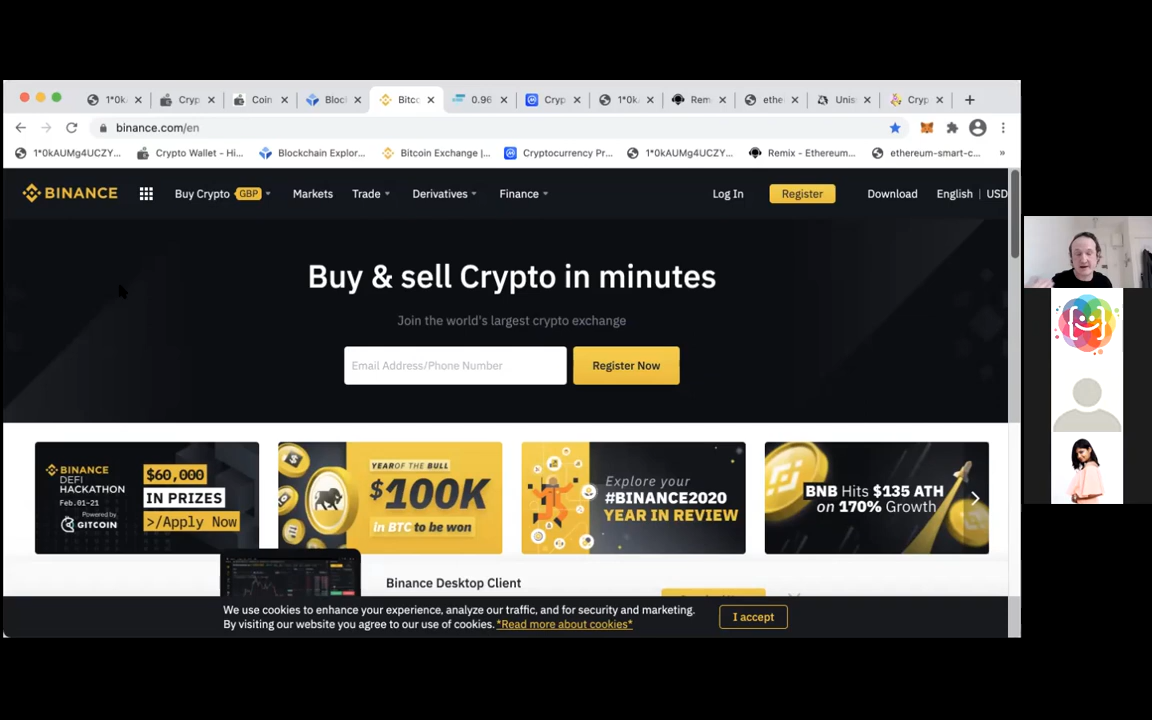 1*0k
Cryp
Coin
Bloc
Bitco
0.96
Cryp
1*0k
Rem
ethe
Unis
Cryp
binance.com/en
1*0kAUMg4UCZY...
Crypto Wallet - Hi...
Blockchain Explor...
Bitcoin Exchange |...
Cryptocurrency Pr...
1*0kAUMg4UCZY...
Remix - Ethereum...
ethereum-smart-c...
»
BINANCE
Buy Crypto GBP
Markets
Trade
Derivatives
Finance
Log In
Register
Download
English | USD
Buy & sell Crypto in minutes
Join the world's largest crypto exchange
Email Address/Phone Number
Register Now
BINANCE
DEFI
HACKATHON
Feb.01-21
Powered by
GITCOIN
$60,000
IN PRIZES
>/Apply Now
YEAR OF THE BULL
$100K
in BTC to be won
Explore your
#BINANCE2020
YEAR IN REVIEW
BNB Hits $135 ATH
on 170% Growth
Binance Desktop Client
We use cookies to enhance your experience, analyze our traffic, and for security and marketing.
By visiting our website you agree to our use of cookies. *Read more about cookies*
I accept